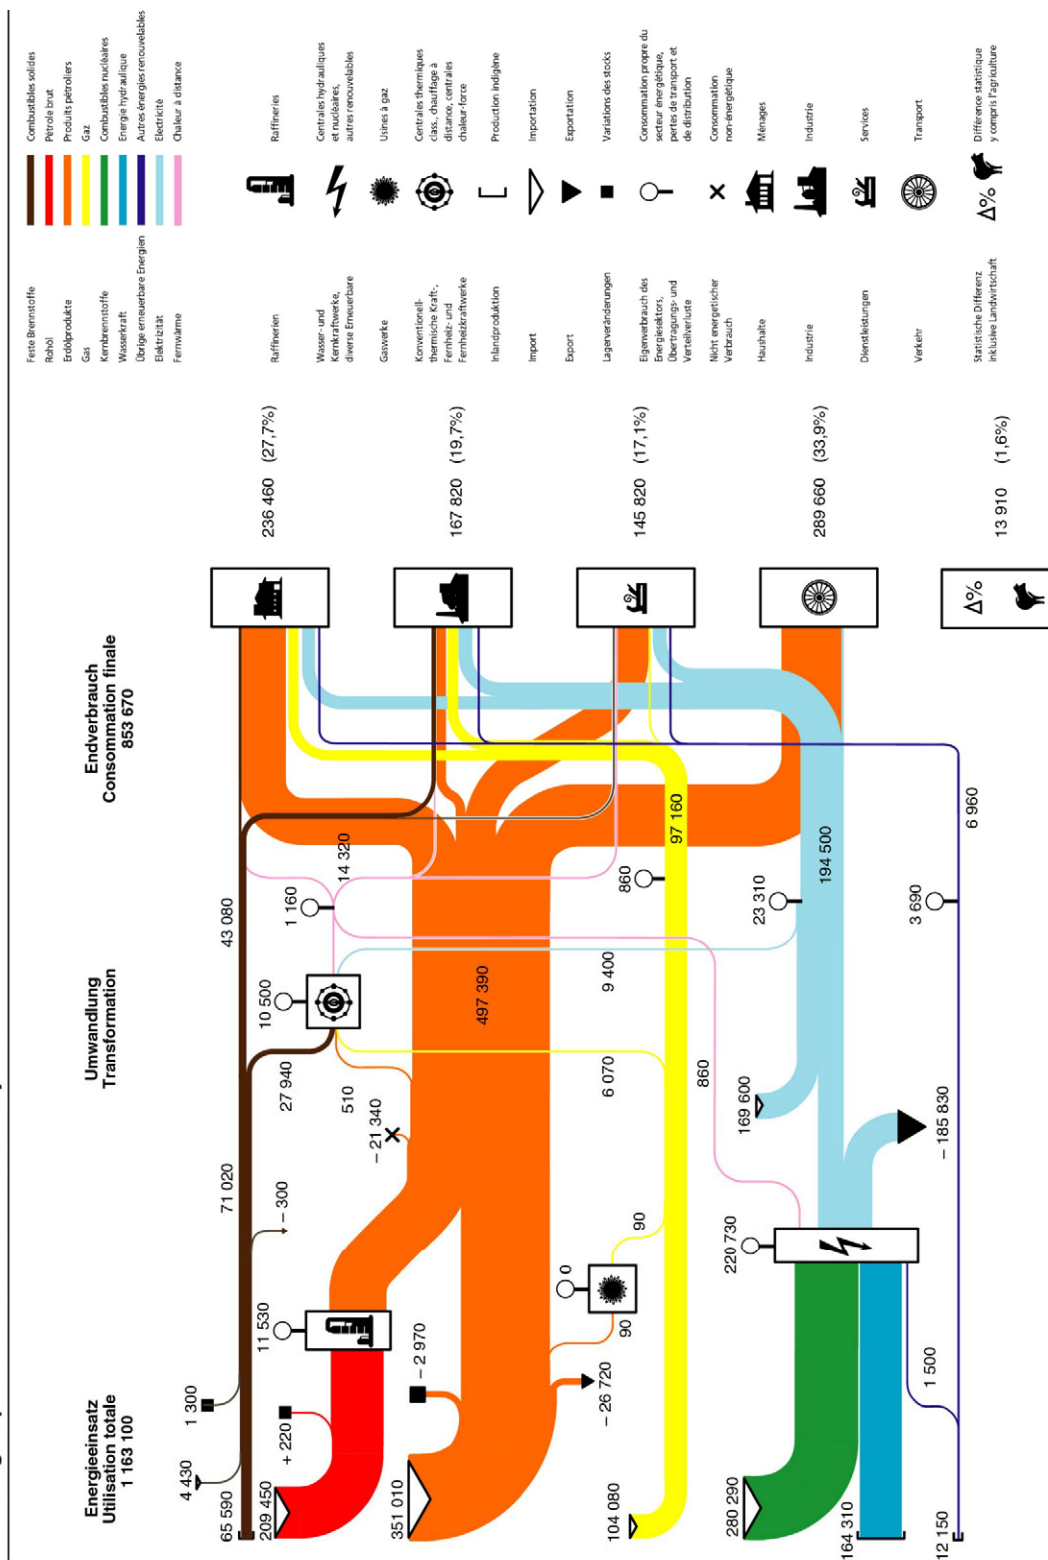 Energieeinsatz
Utilisation totale
1 163 100
Umwandlung
Transformation
Endverbrauch
Consommation finale
853 670
4 430
1 300
65 590
71 020
– 300
27 940
43 080
209 450
+ 220
11 530
510
10 500
1 160
14 320
– 21 340
351 010
– 2 970
497 390
– 26 720
90
0
90
104 080
6 070
9 400
860
97 160
860
280 290
220 730
169 600
23 310
194 500
164 310
– 185 830
1 500
12 150
3 690
6 960
236 460 (27,7%)
167 820 (19,7%)
145 820 (17,1%)
289 660 (33,9%)
Δ%
13 910 (1,6%)
Feste Brennstoffe
Combustibles solides
Rohöl
Pétrole brut
Erdölprodukte
Produits pétroliers
Gas
Gaz
Kernbrennstoffe
Combustibles nucléaires
Wasserkraft
Energie hydraulique
Übrige erneuerbare Energien
Autres énergies renouvelables
Elektrizität
Electricité
Fernwärme
Chaleur à distance
Raffinerien
Raffineries
Wasser- und
Kernkraftwerke,
diverse Erneuerbare
Centrales hydrauliques
et nucléaires,
autres renouvelables
Gaswerke
Usines à gaz
Konventionell-
thermische Kraft-,
Fernheiz- und
Fernheizkraftwerke
Centrales thermiques
class., chauffage à
distance, centrales
chaleur-force
Inlandproduktion
Production indigène
Import
Importation
Export
Exportation
Lagerveränderungen
Variations des stocks
Eigenverbrauch des
Energiesektors,
Übertragungs- und
Verteilverluste
Consommation propre du
secteur énergétique,
pertes de transport et
de distribution
Nicht energetischer
Verbrauch
Consommation
non-énergétique
Haushalte
Ménages
Industrie
Industrie
Dienstleistungen
Services
Verkehr
Transport
Statistische Differenz
inklusive Landwirtschaft
Δ%
Différence statistique
y compris l'agriculture